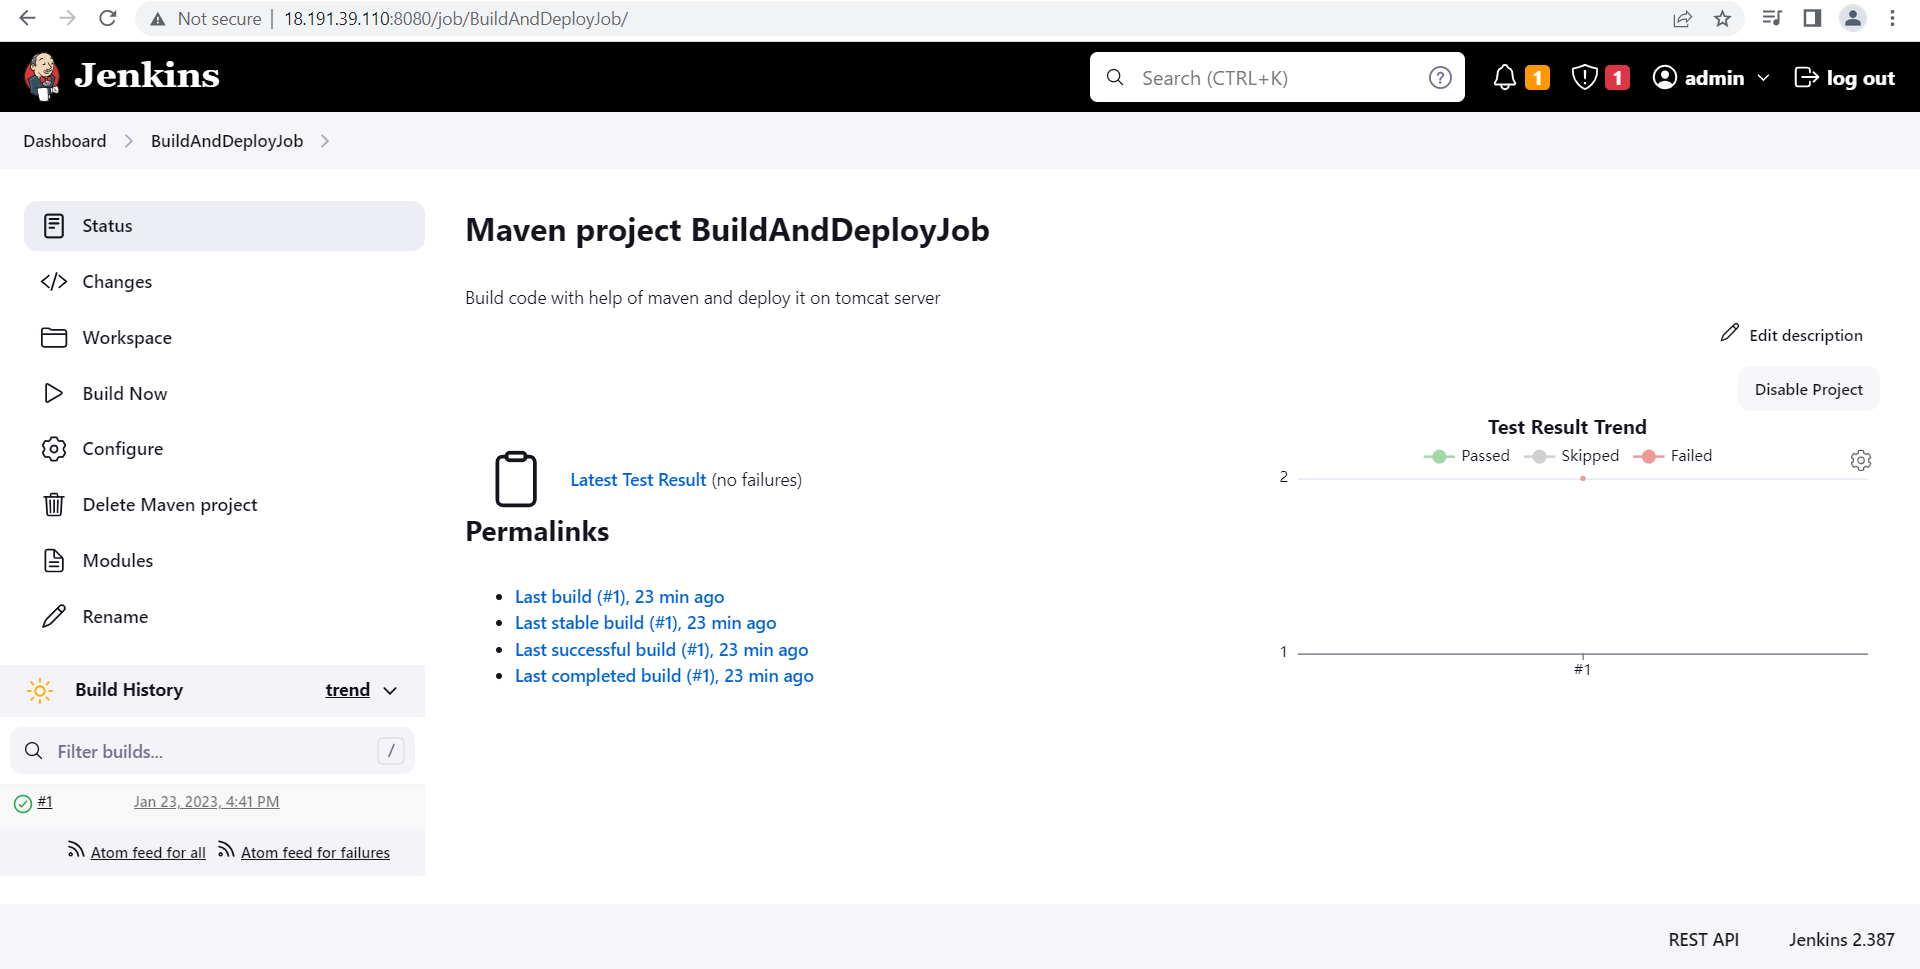 Not secure | 18.191.39.110:8080/job/BuildAndDeployJob/
Jenkins
Search (CTRL+K)
?
1
1
admin
log out
Dashboard
BuildAndDeployJob
Status
Changes
Workspace
Build Now
Configure
Delete Maven project
Modules
Rename
Build History
trend
Filter builds...
/
#1
Jan 23, 2023, 4:41 PM
Atom feed for all
Atom feed for failures
Maven project BuildAndDeployJob
Build code with help of maven and deploy it on tomcat server
Edit description
Disable Project
Latest Test Result (no failures)
Permalinks
Last build (#1), 23 min ago
Last stable build (#1), 23 min ago
Last successful build (#1), 23 min ago
Last completed build (#1), 23 min ago
Test Result Trend
Passed Skipped Failed
2
1
#1
REST API
Jenkins 2.387